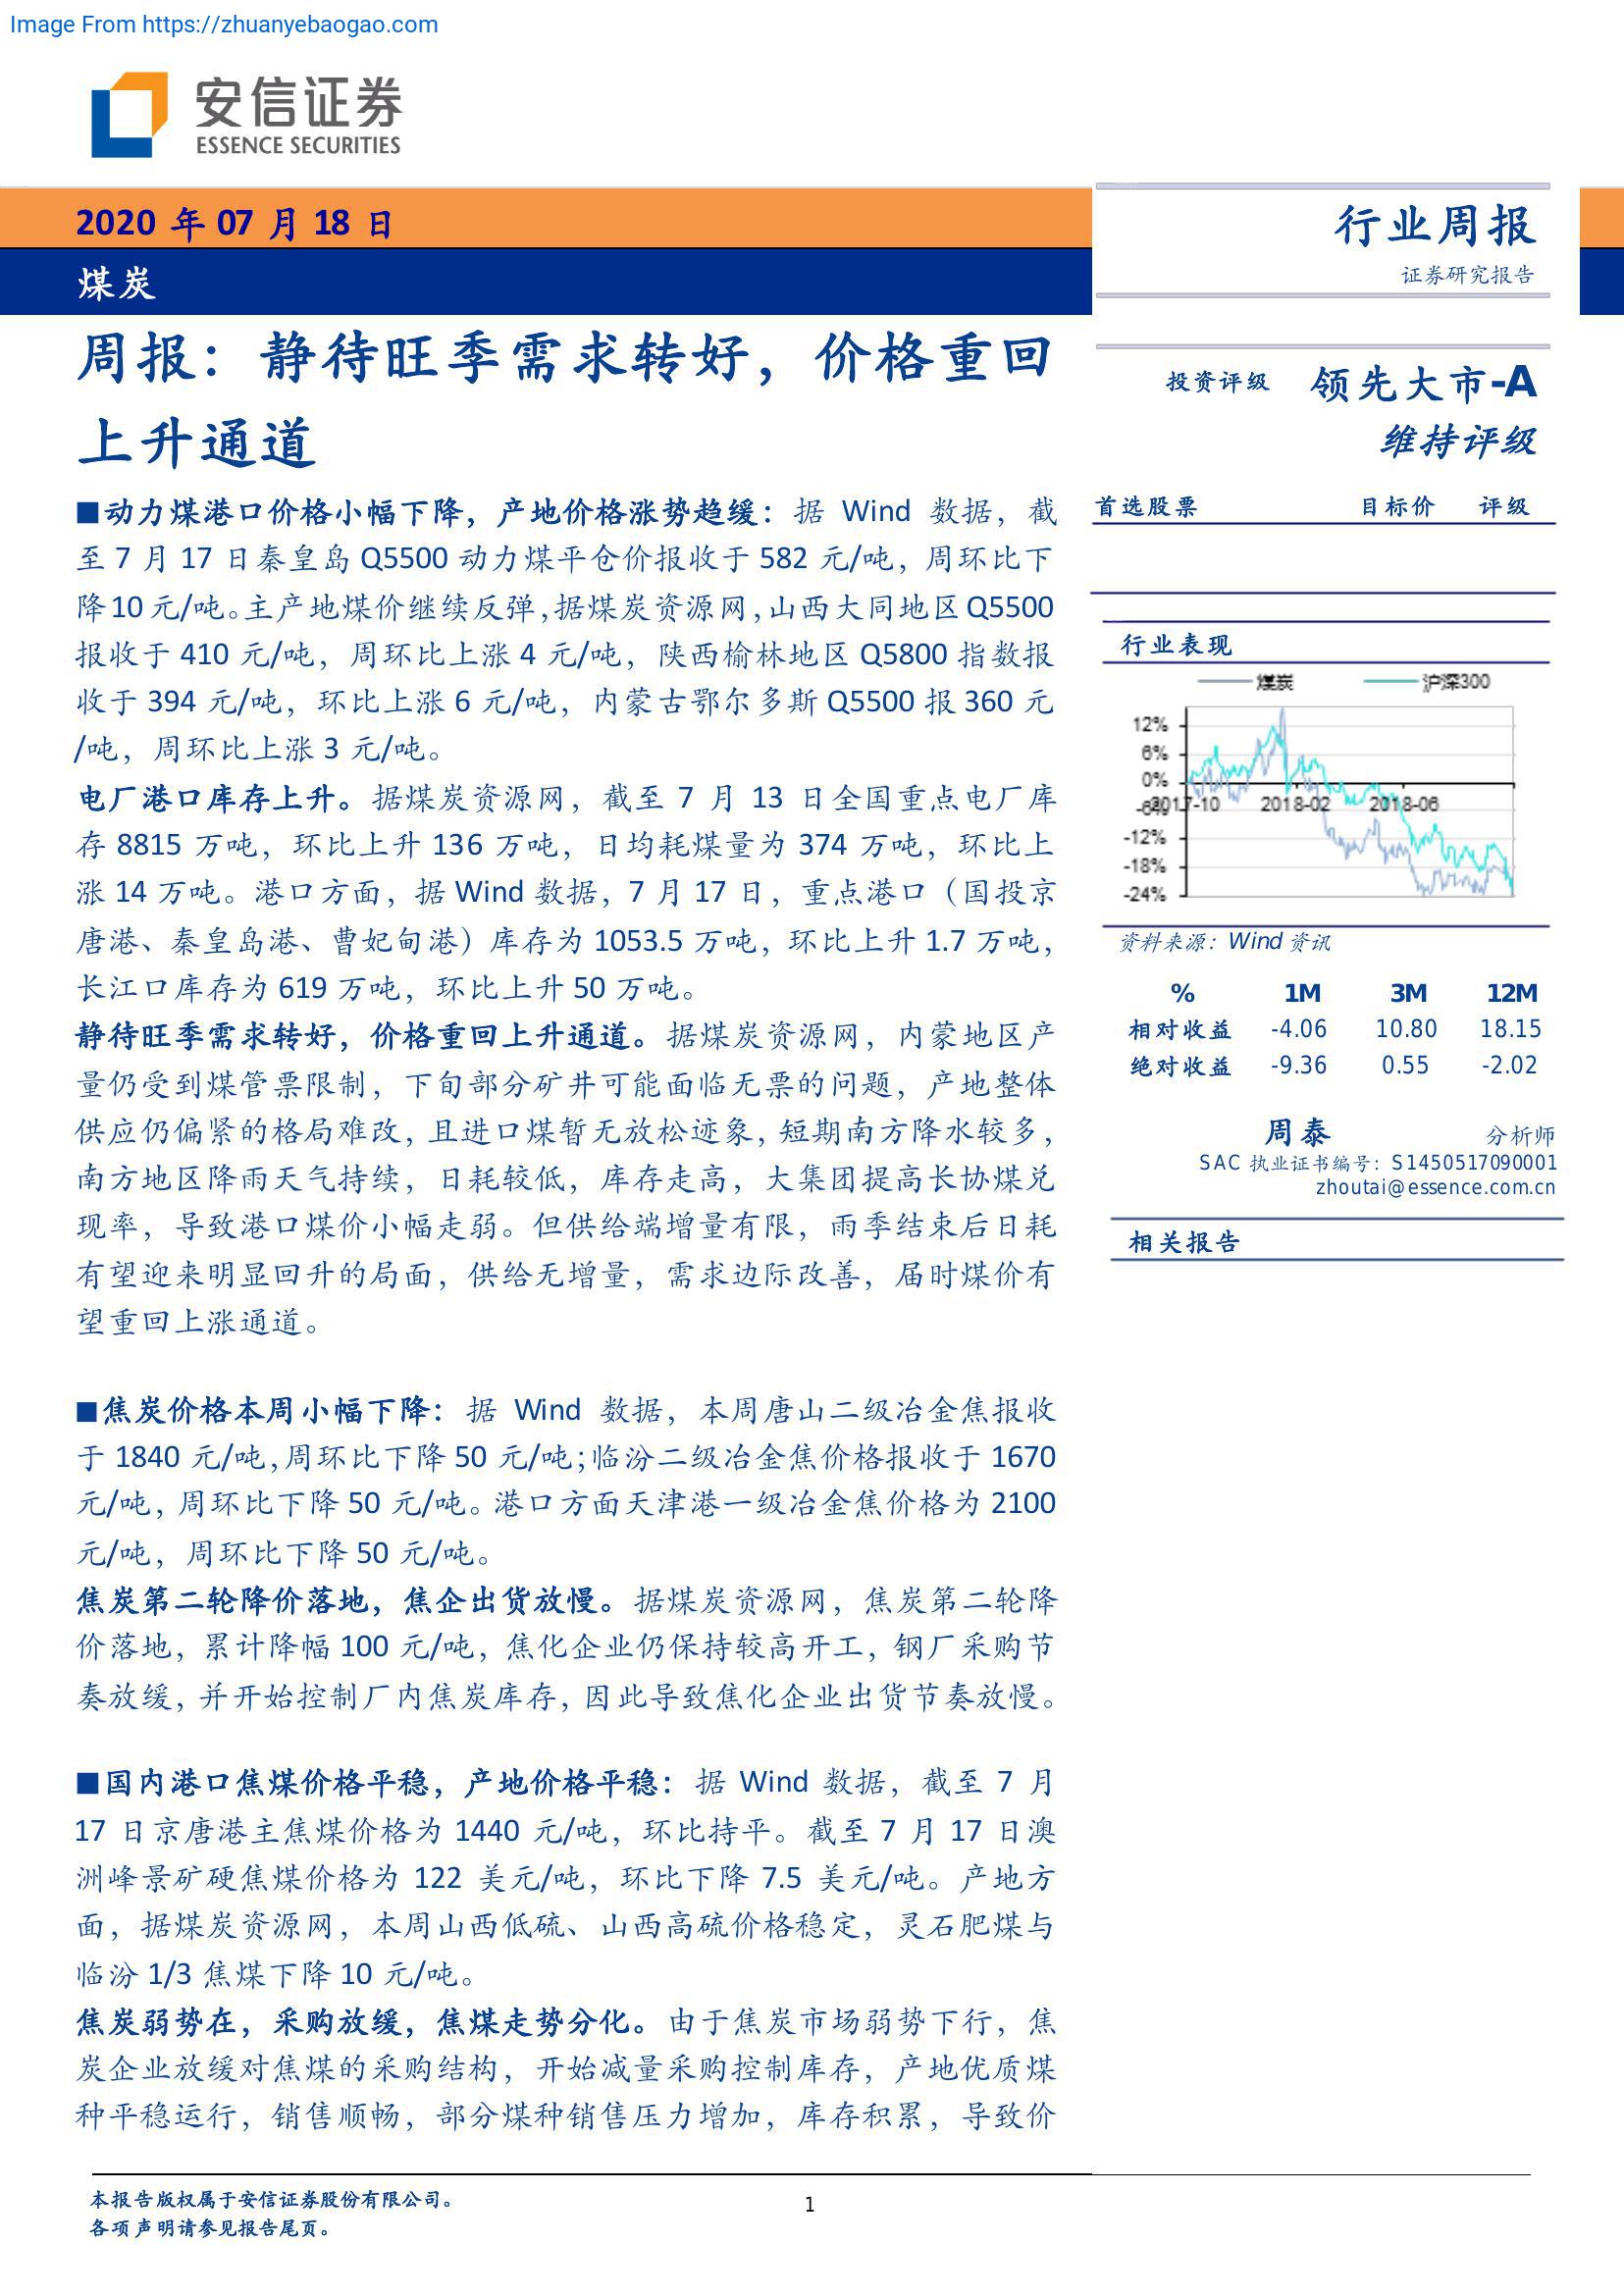 Image From https://zhuanyebaogao.com
安信证券
ESSENCE SECURITIES
2020 年 07 月 18 日
煤炭
行业周报
证券研究报告
周报：静待旺季需求转好，价格重回
上升通道
■动力煤港口价格小幅下降，产地价格涨势趋缓：据 Wind 数据，截
至 7 月 17 日秦皇岛 Q5500 动力煤平仓价报收于 582 元/吨，周环比下
降 10 元/吨。主产地煤价继续反弹，据煤炭资源网，山西大同地区 Q5500
报收于 410 元/吨，周环比上涨 4 元/吨，陕西榆林地区 Q5800 指数报
收于 394 元/吨，环比上涨 6 元/吨，内蒙古鄂尔多斯 Q5500 报 360 元
/吨，周环比上涨 3 元/吨。
电厂港口库存上升。据煤炭资源网，截至 7 月 13 日全国重点电厂库
存 8815 万吨，环比上升 136 万吨，日均耗煤量为 374 万吨，环比上
涨 14 万吨。港口方面，据 Wind 数据，7 月 17 日，重点港口（国投京
唐港、秦皇岛港、曹妃甸港）库存为 1053.5 万吨，环比上升 1.7 万吨，
长江口库存为 619 万吨，环比上升 50 万吨。
静待旺季需求转好，价格重回上升通道。据煤炭资源网，内蒙地区产
量仍受到煤管票限制，下旬部分矿井可能面临无票的问题，产地整体
供应仍偏紧的格局难改，且进口煤暂无放松迹象，短期南方降水较多，
南方地区降雨天气持续，日耗较低，库存走高，大集团提高长协煤兑
现率，导致港口煤价小幅走弱。但供给端增量有限，雨季结束后日耗
有望迎来明显回升的局面，供给无增量，需求边际改善，届时煤价有
望重回上涨通道。
■焦炭价格本周小幅下降：据 Wind 数据，本周唐山二级冶金焦报收
于 1840 元/吨，周环比下降 50 元/吨；临汾二级冶金焦价格报收于 1670
元/吨，周环比下降 50 元/吨。港口方面天津港一级冶金焦价格为 2100
元/吨，周环比下降 50 元/吨。
焦炭第二轮降价落地，焦企出货放慢。据煤炭资源网，焦炭第二轮降
价落地，累计降幅 100 元/吨，焦化企业仍保持较高开工，钢厂采购节
奏放缓，并开始控制厂内焦炭库存，因此导致焦化企业出货节奏放慢。
■国内港口焦煤价格平稳，产地价格平稳：据 Wind 数据，截至 7 月
17 日京唐港主焦煤价格为 1440 元/吨，环比持平。截至 7 月 17 日澳
洲峰景矿硬焦煤价格为 122 美元/吨，环比下降 7.5 美元/吨。产地方
面，据煤炭资源网，本周山西低硫、山西高硫价格稳定，灵石肥煤与
临汾 1/3 焦煤下降 10 元/吨。
焦炭弱势在，采购放缓，焦煤走势分化。由于焦炭市场弱势下行，焦
炭企业放缓对焦煤的采购结构，开始减量采购控制库存，产地优质煤
种平稳运行，销售顺畅，部分煤种销售压力增加，库存积累，导致价
投资评级 领先大市-A
维持评级
首选股票 目标价 评级
行业表现
煤炭 沪深300
12%
6%
0%
-6%
2017-10 2018-02 2018-06
-12%
-18%
-24%
资料来源：Wind 资讯
% 1M 3M 12M
相对收益 -4.06 10.80 18.15
绝对收益 -9.36 0.55 -2.02
周泰 分析师
SAC 执业证书编号：S1450517090001
zhoutai@essence.com.cn
相关报告
本报告版权属于安信证券股份有限公司。
各项声明请参见报告尾页。
1